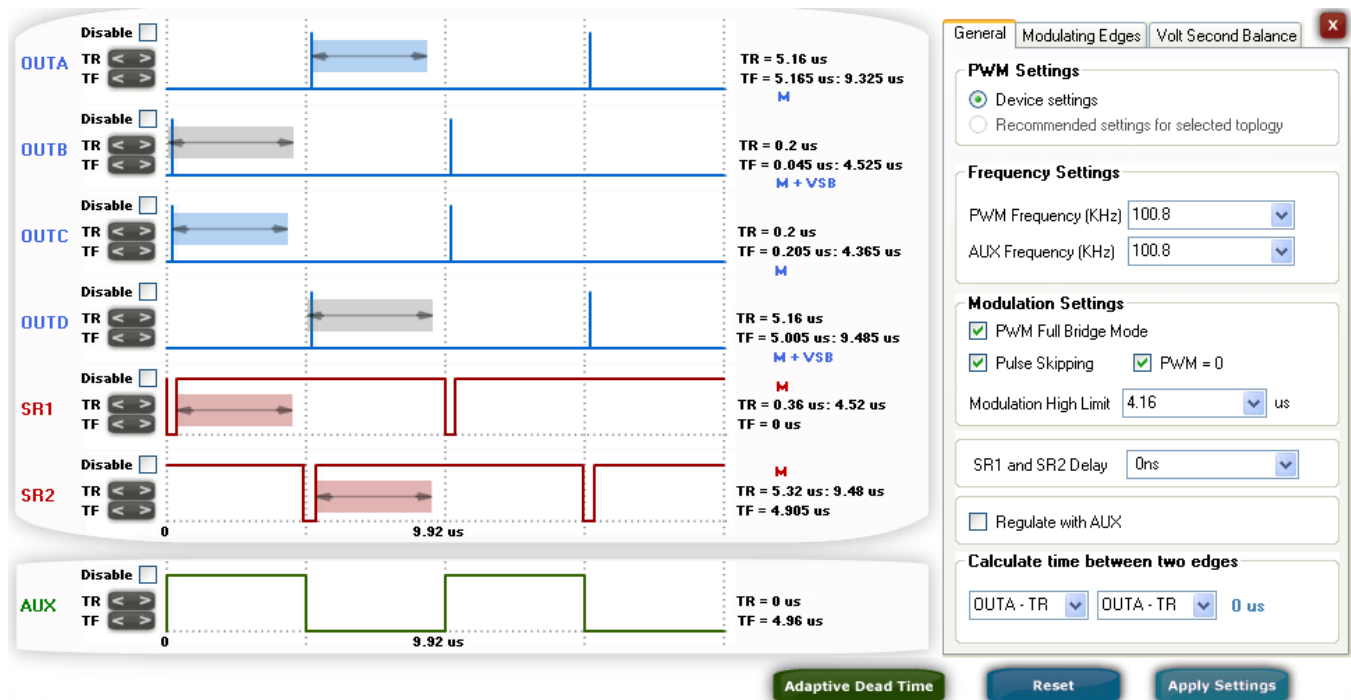 Disable
OUTA TR < >
TF < >
TR = 5.16 us
TF = 5.165 us: 9.325 us
M
Disable
OUTB TR < >
TF < >
TR = 0.2 us
TF = 0.045 us: 4.525 us
M + VSB
Disable
OUTC TR < >
TF < >
TR = 0.2 us
TF = 0.205 us: 4.365 us
M
Disable
OUTD TR < >
TF < >
TR = 5.16 us
TF = 5.005 us: 9.485 us
M + VSB
Disable
SR1 TR < >
TF < >
M
TR = 0.36 us: 4.52 us
TF = 0 us
Disable
SR2 TR < >
TF < >
M
TR = 5.32 us: 9.48 us
TF = 4.905 us
0 9.92 us
Disable
AUX TR < >
TF < >
TR = 0 us
TF = 4.96 us
0 9.92 us
General Modulating Edges Volt Second Balance X
PWM Settings
Device settings
Recommended settings for selected toplogy
Frequency Settings
PWM Frequency (KHz) 100.8
AUX Frequency (KHz) 100.8
Modulation Settings
PWM Full Bridge Mode
Pulse Skipping PWM = 0
Modulation High Limit 4.16 us
SR1 and SR2 Delay 0ns
Regulate with AUX
Calculate time between two edges
OUTA - TR OUTA - TR 0 us
Adaptive Dead Time Reset Apply Settings